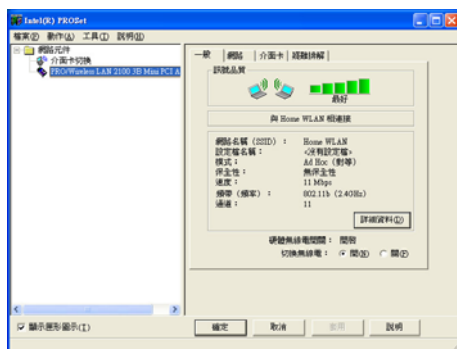 Intel(R) PROSet
檔案(F) 動作(A) 工具(T) 說明(H)
網路元件
介面卡切換
PRO/Wireless LAN 2100 3B Mini PCI A
一般 網路 介面卡 疑難排解
訊號品質
最好
與 Home WLAN 相連接
網路名稱 (SSID) : Home WLAN
設定檔名稱 : <沒有設定檔>
模式 : Ad Hoc (對等)
保全性 : 無保全性
速度 : 11 Mbps
頻帶 (頻率) : 802.11b (2.4GHz)
通道 : 11
詳細資料(D)
硬體無線電開關 : 開啟
切換無線電 : 開(N) 關(F)
顯示匣形圖示(I)
確定 取消 套用 說明